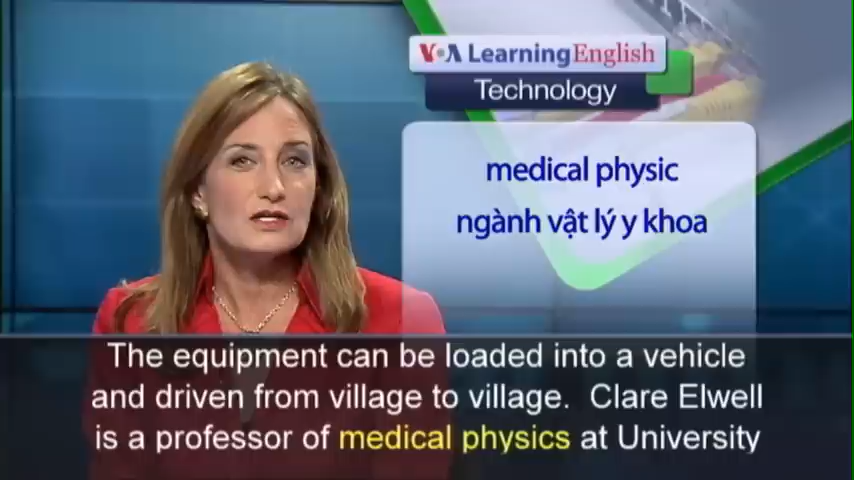 VOA Learning English
Technology
medical physic
ngành vật lý y khoa
The equipment can be loaded into a vehicle
and driven from village to village. Clare Elwell
is a professor of medical physics at University